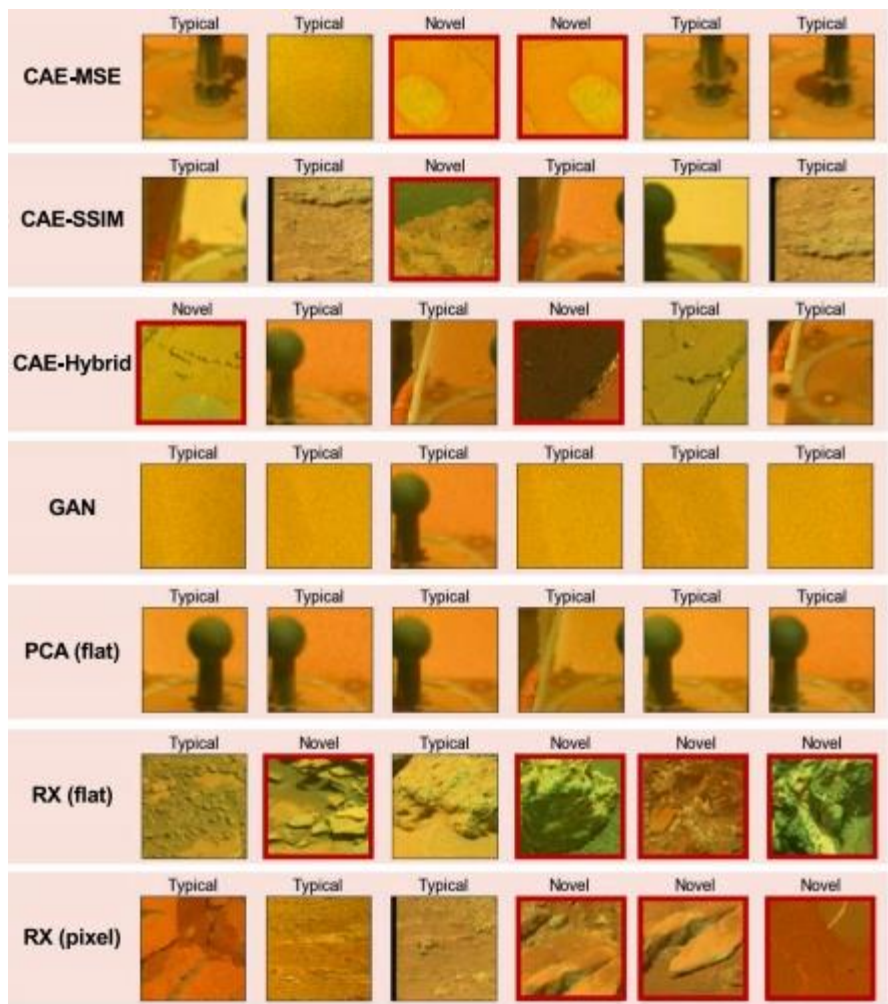 Typical Typical Novel Novel Typical Typical
CAE-MSE
Typical Typical Novel Typical Typical Typical
CAE-SSIM
Novel Typical Typical Novel Typical Typical
CAE-Hybrid
Typical Typical Typical Typical Typical Typical
GAN
Typical Typical Typical Typical Typical Typical
PCA (flat)
Typical Novel Typical Novel Novel Novel
RX (flat)
Typical Typical Typical Novel Novel Novel
RX (pixel)